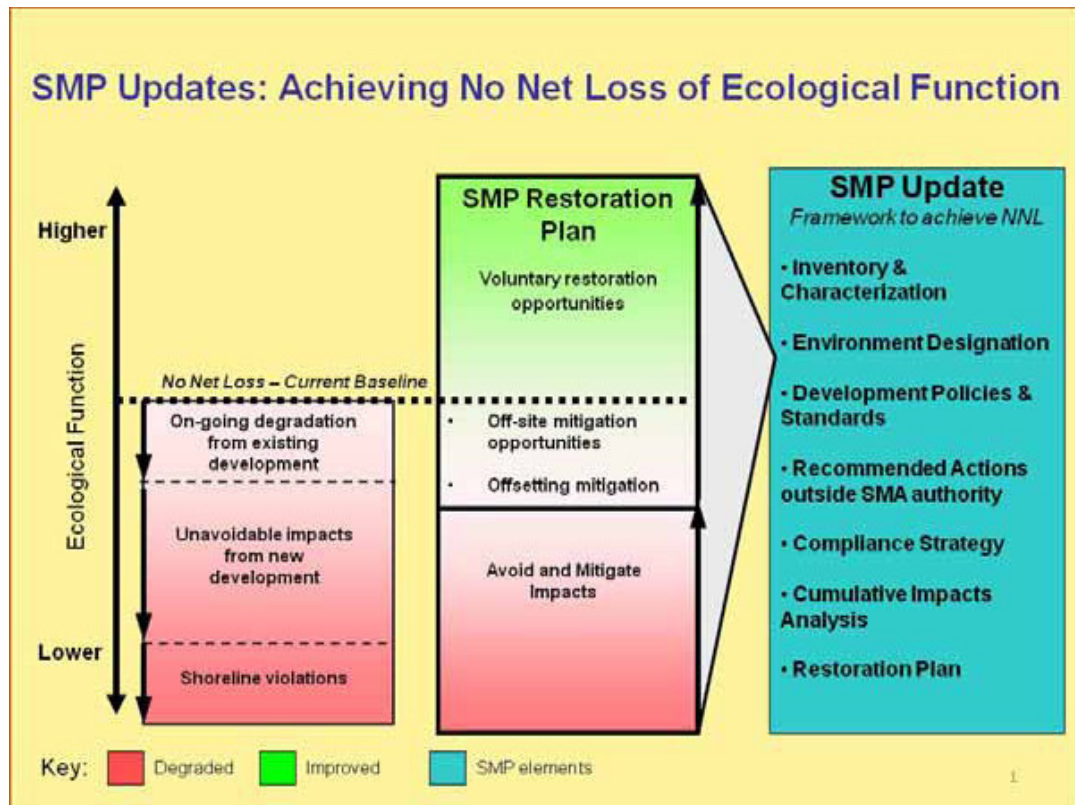 SMP Updates: Achieving No Net Loss of Ecological Function
Higher
Ecological Function
Lower
No Net Loss – Current Baseline
On-going degradation
from existing
development
Unavoidable impacts
from new
development
Shoreline violations
SMP Restoration
Plan
Voluntary restoration
opportunities
• Off-site mitigation
opportunities
• Offsetting mitigation
Avoid and Mitigate
Impacts
SMP Update
Framework to achieve NNL
• Inventory &
Characterization
• Environment Designation
• Development Policies &
Standards
• Recommended Actions
outside SMA authority
• Compliance Strategy
• Cumulative Impacts
Analysis
• Restoration Plan
Key:
Degraded
Improved
SMP elements
1